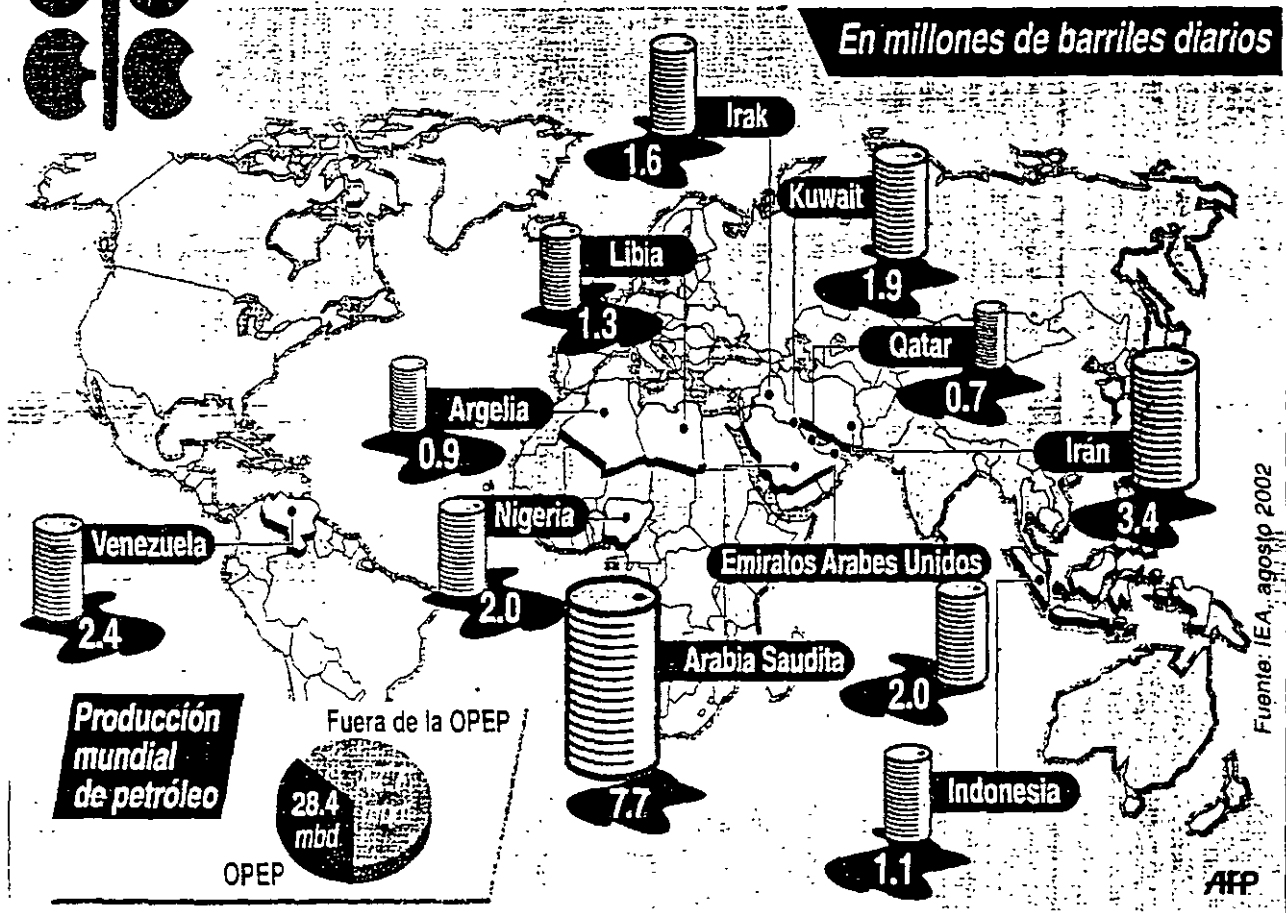 En millones de barriles diarios
Irak
1.6
Kuwait
1.9
Libia
1.3
Qatar
0.7
Argelia
0.9
Irán
3.4
Nigeria
2.0
Venezuela
2.4
Emiratos Arabes Unidos
2.0
Arabia Saudita
7.7
Indonesia
1.1
Producción
mundial
de petróleo
Fuera de la OPEP
28.4
mbd
OPEP
Fuente: IEA, agosto 2002
AFP